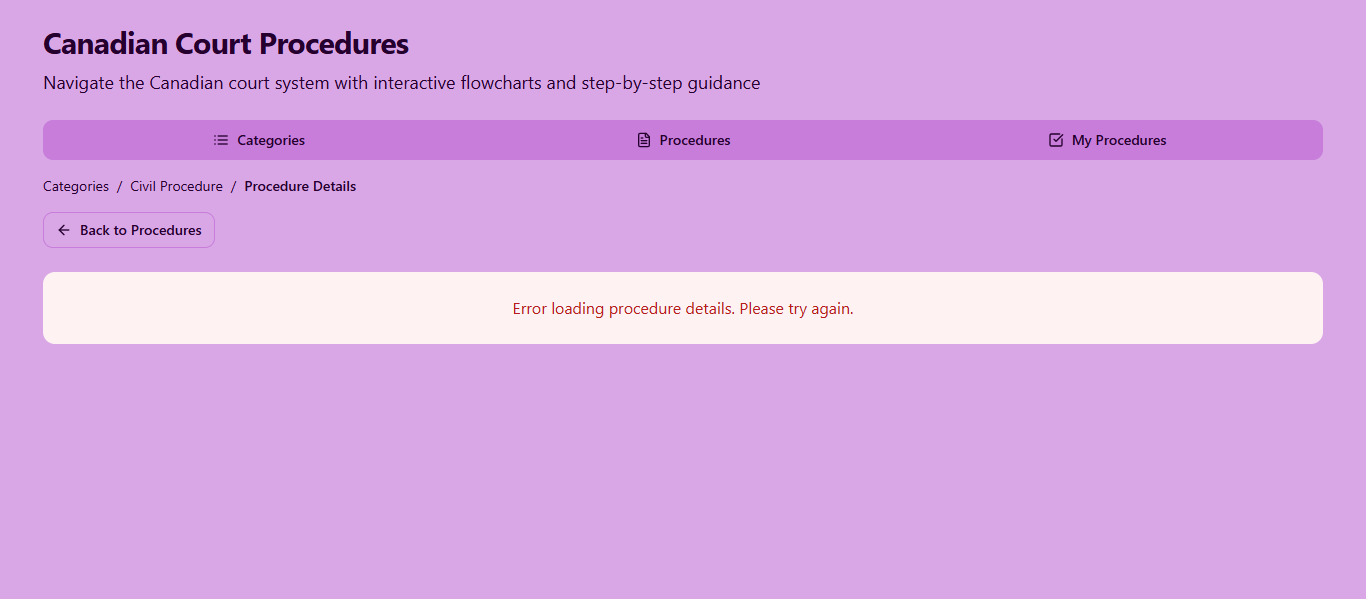 Canadian Court Procedures
Navigate the Canadian court system with interactive flowcharts and step-by-step guidance
Categories
Procedures
My Procedures
Categories / Civil Procedure / Procedure Details
Back to Procedures
Error loading procedure details. Please try again.